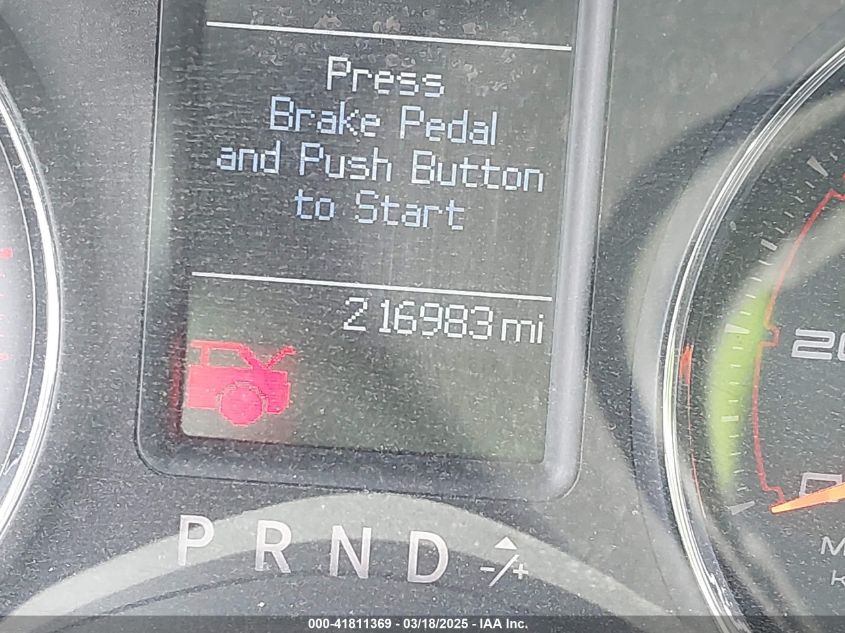 Press
Brake Pedal
and Push Button
to Start
216983 mi
P R N D -/+
000-41811369 | 03/18/2025 - IAA Inc.